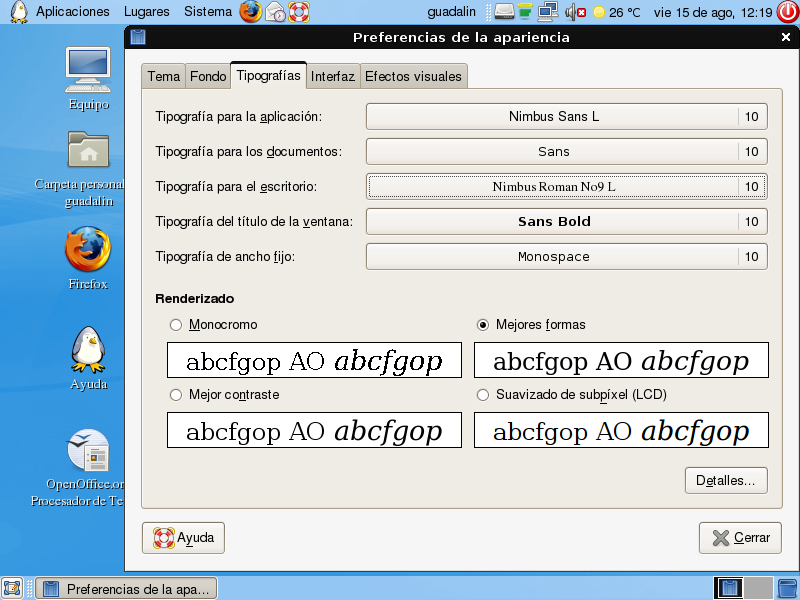 Aplicaciones Lugares Sistema guadalin 26 °C vie 15 de ago, 12:19
Preferencias de la apariencia
Equipo
Carpeta personal
guadalin
Firefox
Ayuda
OpenOffice.or
Procesador de Te
Tema Fondo Tipografías Interfaz Efectos visuales
Tipografía para la aplicación: Nimbus Sans L 10
Tipografía para los documentos: Sans 10
Tipografía para el escritorio: Nimbus Roman No9 L 10
Tipografía del título de la ventana: Sans Bold 10
Tipografía de ancho fijo: Monospace 10
Renderizado
Monocromo Mejores formas
abcfgop AO abcfgop abcfgop AO abcfgop
Mejor contraste Suavizado de subpíxel (LCD)
abcfgop AO abcfgop abcfgop AO abcfgop
Detalles...
Ayuda Cerrar
Preferencias de la apa...